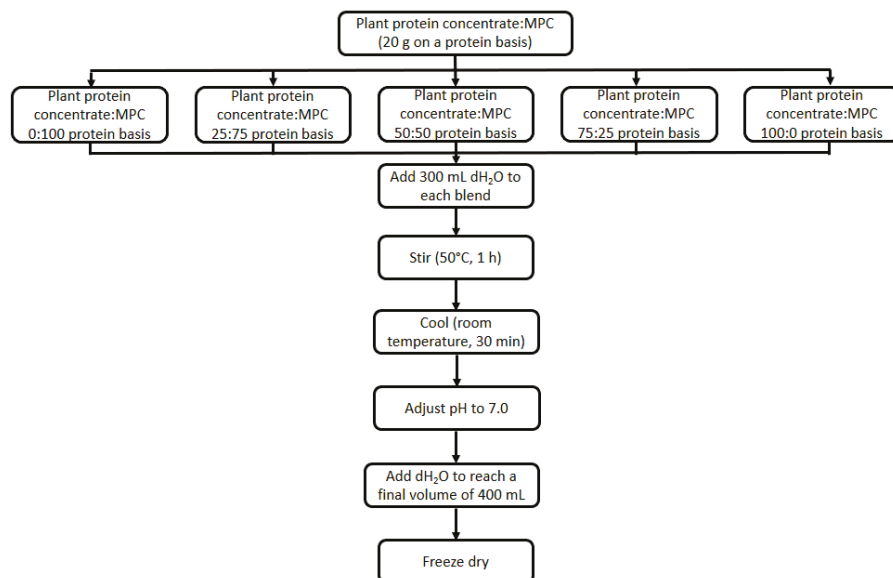 Plant protein concentrate:MPC
(20 g on a protein basis)
Plant protein
concentrate:MPC
0:100 protein basis
Plant protein
concentrate:MPC
25:75 protein basis
Plant protein
concentrate:MPC
50:50 protein basis
Plant protein
concentrate:MPC
75:25 protein basis
Plant protein
concentrate:MPC
100:0 protein basis
Add 300 mL dH₂O to
each blend
Stir (50°C, 1 h)
Cool (room
temperature, 30 min)
Adjust pH to 7.0
Add dH₂O to reach a
final volume of 400 mL
Freeze dry